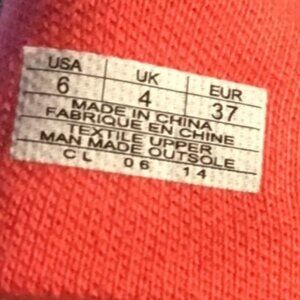 USA UK EUR
6 4 37
MADE IN CHINA
FABRIQUE EN CHINE
TEXTILE UPPER
MAN MADE OUTSOLE
CL 06 14